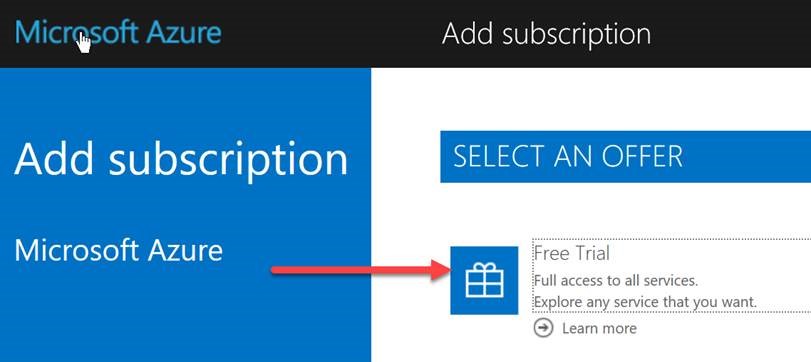 Microsoft Azure
Add subscription
Add subscription
Microsoft Azure
SELECT AN OFFER
Free Trial
Full access to all services.
Explore any service that you want.
Learn more